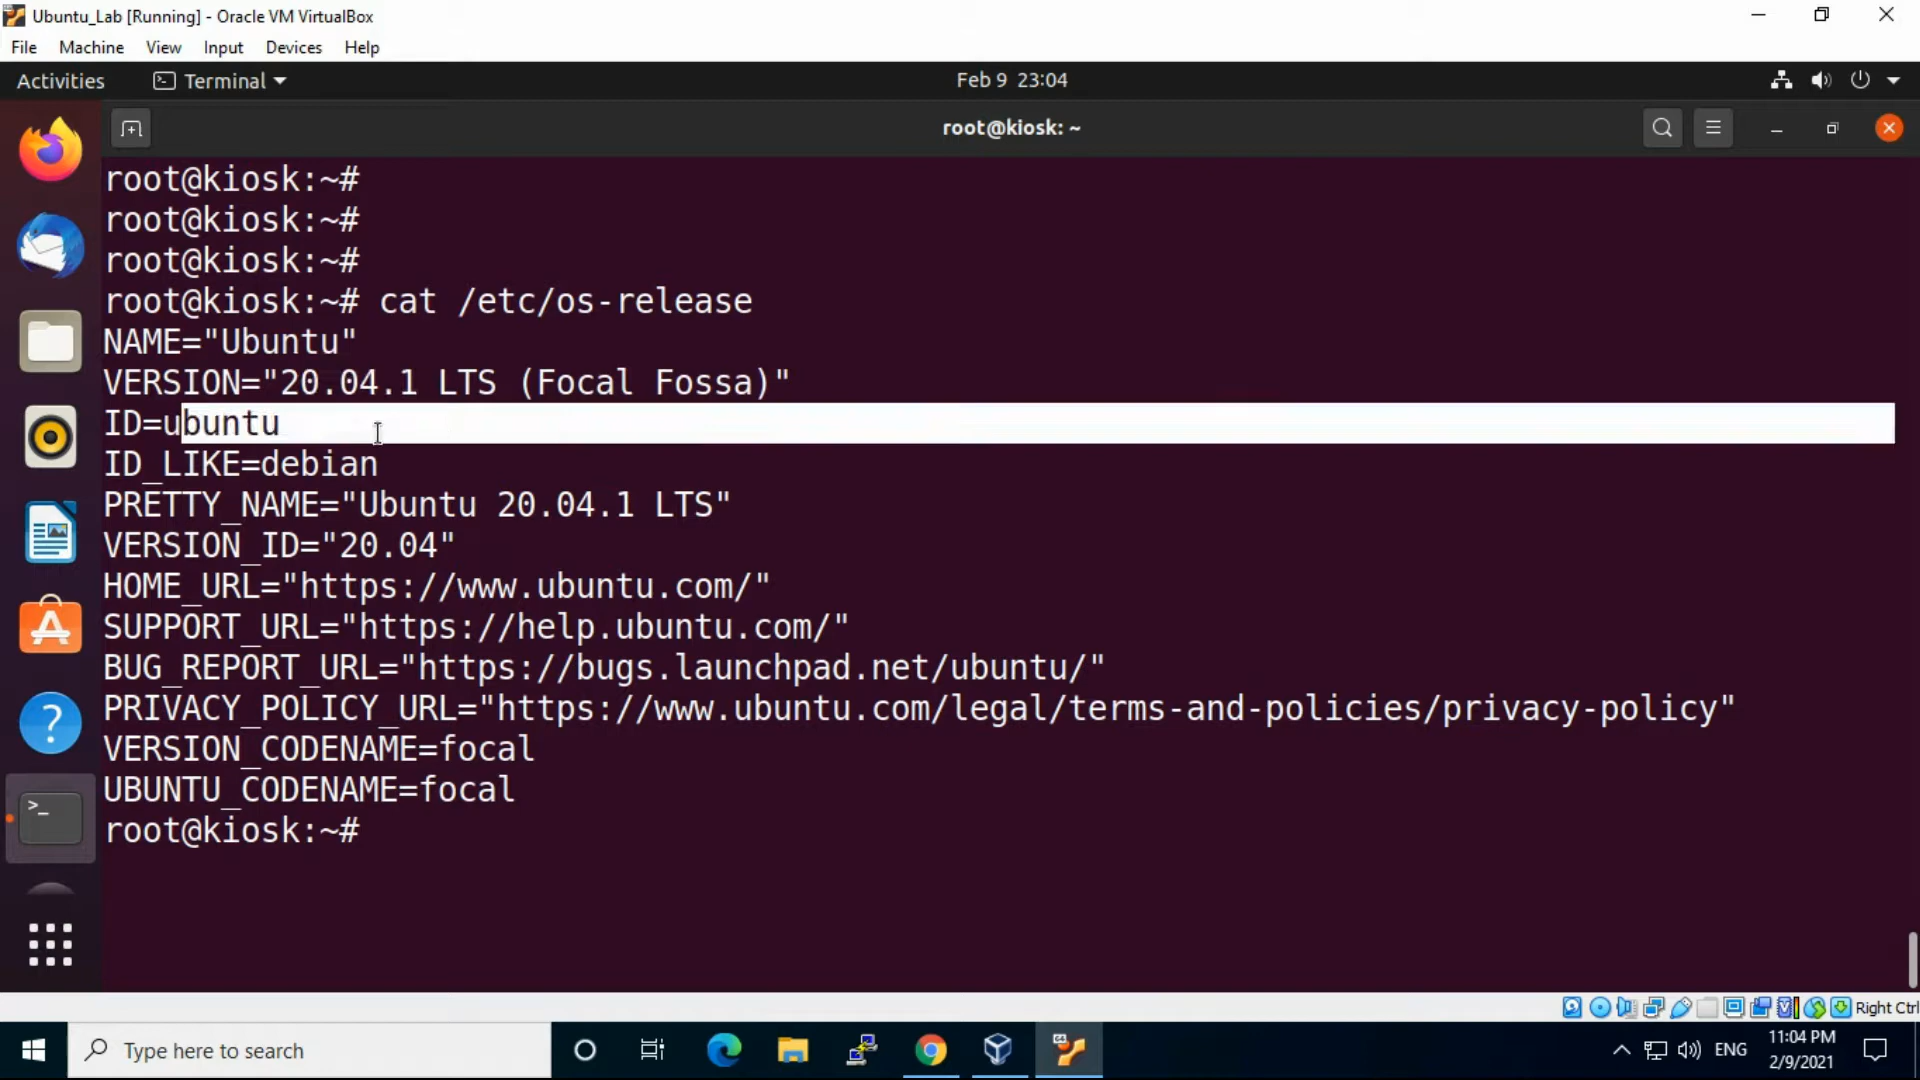 Ubuntu_Lab [Running] - Oracle VM VirtualBox
File Machine View Input Devices Help
Activities Terminal Feb 9 23:04
root@kiosk: ~
root@kiosk:~#
root@kiosk:~#
root@kiosk:~#
root@kiosk:~# cat /etc/os-release
NAME="Ubuntu"
VERSION="20.04.1 LTS (Focal Fossa)"
ID=ubuntu
ID_LIKE=debian
PRETTY_NAME="Ubuntu 20.04.1 LTS"
VERSION_ID="20.04"
HOME_URL="https://www.ubuntu.com/"
SUPPORT_URL="https://help.ubuntu.com/"
BUG_REPORT_URL="https://bugs.launchpad.net/ubuntu/"
PRIVACY_POLICY_URL="https://www.ubuntu.com/legal/terms-and-policies/privacy-policy"
VERSION_CODENAME=focal
UBUNTU_CODENAME=focal
root@kiosk:~#
Right Ctrl
Type here to search
ENG
11:04 PM
2/9/2021